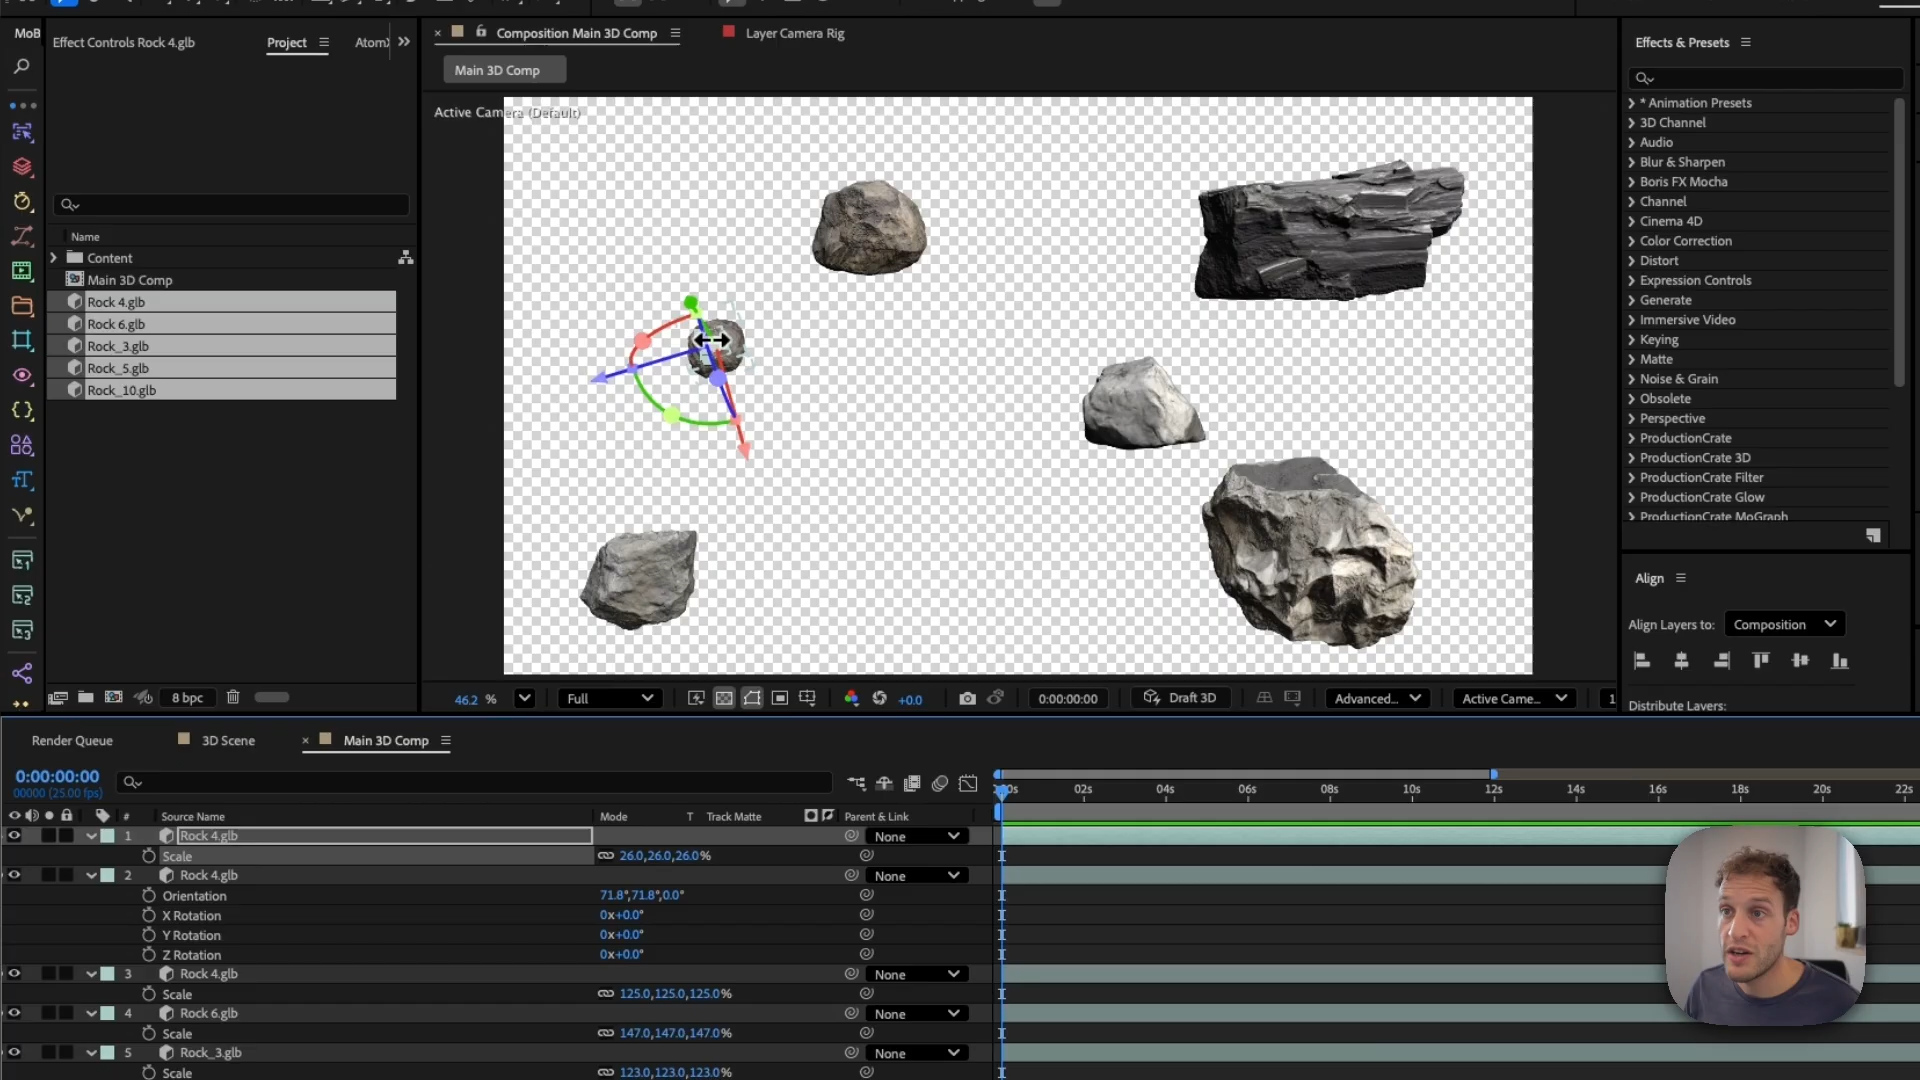 MoB
Effect Controls Rock 4.glb
Project
Atom
Composition Main 3D Comp
Layer Camera Rig
Main 3D Comp
Active Camera (Default)
Effects & Presets
* Animation Presets
3D Channel
Audio
Blur & Sharpen
Boris FX Mocha
Channel
Cinema 4D
Color Correction
Distort
Expression Controls
Generate
Immersive Video
Keying
Matte
Noise & Grain
Obsolete
Perspective
ProductionCrate
ProductionCrate 3D
ProductionCrate Filter
ProductionCrate Glow
ProductionCrate MoGraph
Name
Content
Main 3D Comp
Rock 4.glb
Rock 6.glb
Rock_3.glb
Rock_5.glb
Rock_10.glb
Align
Align Layers to:
Composition
Distribute Layers:
8 bpc
46.2 %
Full
+0.0
0:00:00:00
Draft 3D
Advanced...
Active Came...
1
Render Queue
3D Scene
Main 3D Comp
0:00:00:00
00000 (25.00 fps)
02s
04s
06s
08s
10s
12s
14s
16s
18s
20s
22s
# Source Name
Mode
T Track Matte
Parent & Link
1 Rock 4.glb
None
Scale
26.0,26.0,26.0%
2 Rock 4.glb
None
Orientation
71.8°,71.8°,0.0°
X Rotation
0x+0.0°
Y Rotation
0x+0.0°
Z Rotation
0x+0.0°
3 Rock 4.glb
None
Scale
125.0,125.0,125.0%
4 Rock 6.glb
None
Scale
147.0,147.0,147.0%
5 Rock_3.glb
None
Scale
123.0,123.0,123.0%